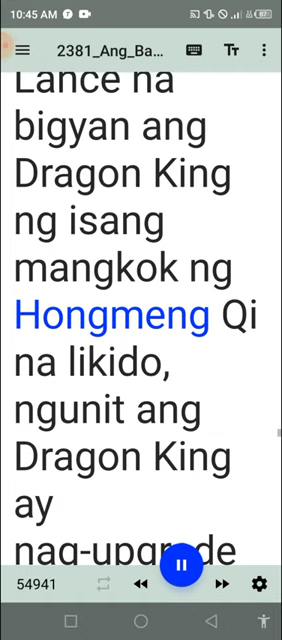 10:45 AM
87
2381_Ang_Ba...
Tт
Lance na
bigyan ang
Dragon King
ng isang
mangkok ng
Hongmeng Qi
na likido,
ngunit ang
Dragon King
ay
54941